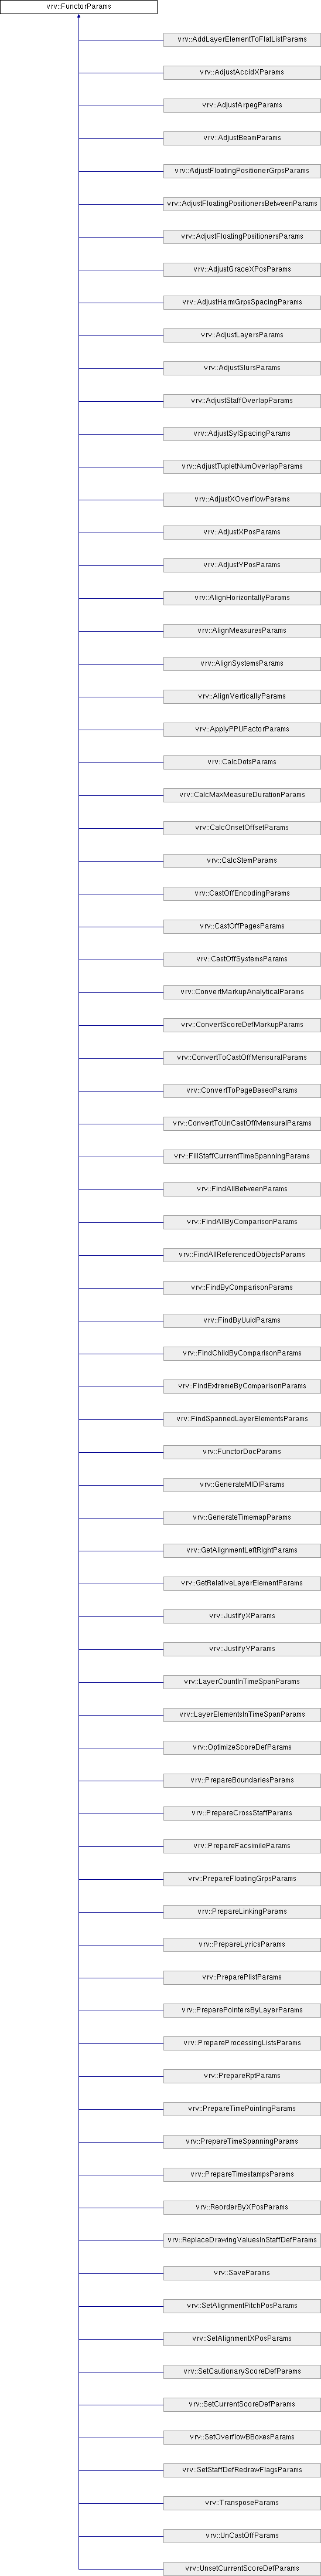 vrv::FunctorParams
vrv::AddLayerElementToFlatListParams
vrv::AdjustAccidXParams
vrv::AdjustArpegParams
vrv::AdjustBeamParams
vrv::AdjustFloatingPositionerGrpsParams
vrv::AdjustFloatingPositionersBetweenParams
vrv::AdjustFloatingPositionersParams
vrv::AdjustGraceXPosParams
vrv::AdjustHarmGrpsSpacingParams
vrv::AdjustLayersParams
vrv::AdjustSlursParams
vrv::AdjustStaffOverlapParams
vrv::AdjustSylSpacingParams
vrv::AdjustTupletNumOverlapParams
vrv::AdjustXOverflowParams
vrv::AdjustXPosParams
vrv::AdjustYPosParams
vrv::AlignHorizontallyParams
vrv::AlignMeasuresParams
vrv::AlignSystemsParams
vrv::AlignVerticallyParams
vrv::ApplyPPUFactorParams
vrv::CalcDotsParams
vrv::CalcMaxMeasureDurationParams
vrv::CalcOnsetOffsetParams
vrv::CalcStemParams
vrv::CastOffEncodingParams
vrv::CastOffPagesParams
vrv::CastOffSystemsParams
vrv::ConvertMarkupAnalyticalParams
vrv::ConvertScoreDefMarkupParams
vrv::ConvertToCastOffMensuralParams
vrv::ConvertToPageBasedParams
vrv::ConvertToUnCastOffMensuralParams
vrv::FillStaffCurrentTimeSpanningParams
vrv::FindAllBetweenParams
vrv::FindAllByComparisonParams
vrv::FindAllReferencedObjectsParams
vrv::FindByComparisonParams
vrv::FindByUuidParams
vrv::FindChildByComparisonParams
vrv::FindExtremeByComparisonParams
vrv::FindSpannedLayerElementsParams
vrv::FunctorDocParams
vrv::GenerateMIDIParams
vrv::GenerateTimemapParams
vrv::GetAlignmentLeftRightParams
vrv::GetRelativeLayerElementParams
vrv::JustifyXParams
vrv::JustifyYParams
vrv::LayerCountInTimeSpanParams
vrv::LayerElementsInTimeSpanParams
vrv::OptimizeScoreDefParams
vrv::PrepareBoundariesParams
vrv::PrepareCrossStaffParams
vrv::PrepareFacsimileParams
vrv::PrepareFloatingGrpsParams
vrv::PrepareLinkingParams
vrv::PrepareLyricsParams
vrv::PreparePlistParams
vrv::PreparePointersByLayerParams
vrv::PrepareProcessingListsParams
vrv::PrepareRptParams
vrv::PrepareTimePointingParams
vrv::PrepareTimeSpanningParams
vrv::PrepareTimestampsParams
vrv::ReorderByXPosParams
vrv::ReplaceDrawingValuesInStaffDefParams
vrv::SaveParams
vrv::SetAlignmentPitchPosParams
vrv::SetAlignmentXPosParams
vrv::SetCautionaryScoreDefParams
vrv::SetCurrentScoreDefParams
vrv::SetOverflowBBoxesParams
vrv::SetStaffDefRedrawFlagsParams
vrv::TransposeParams
vrv::UnCastOffParams
vrv::UnsetCurrentScoreDefParams